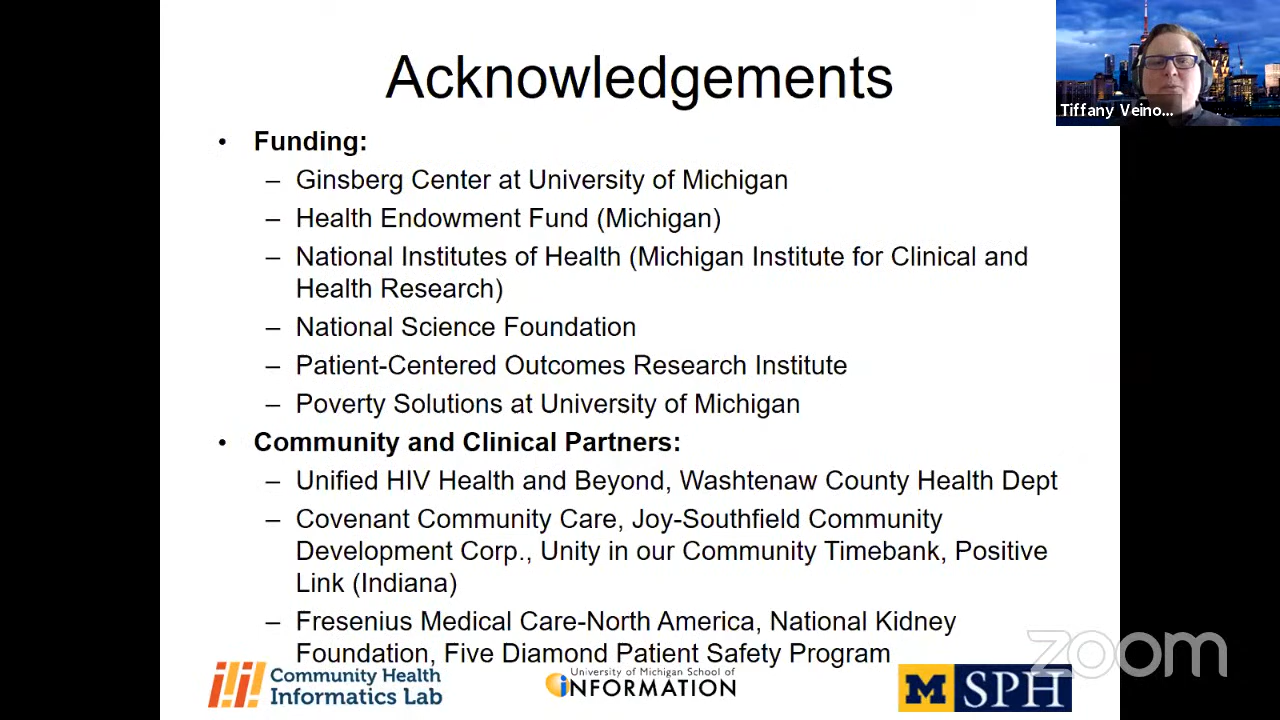 Acknowledgements
Tiffany Veino...
• Funding:
– Ginsberg Center at University of Michigan
– Health Endowment Fund (Michigan)
– National Institutes of Health (Michigan Institute for Clinical and
Health Research)
– National Science Foundation
– Patient-Centered Outcomes Research Institute
– Poverty Solutions at University of Michigan
• Community and Clinical Partners:
– Unified HIV Health and Beyond, Washtenaw County Health Dept
– Covenant Community Care, Joy-Southfield Community
Development Corp., Unity in our Community Timebank, Positive
Link (Indiana)
– Fresenius Medical Care-North America, National Kidney
Foundation, Five Diamond Patient Safety Program
zoom
Community Health
Informatics Lab
University of Michigan School of
iNFORMATION
M SPH